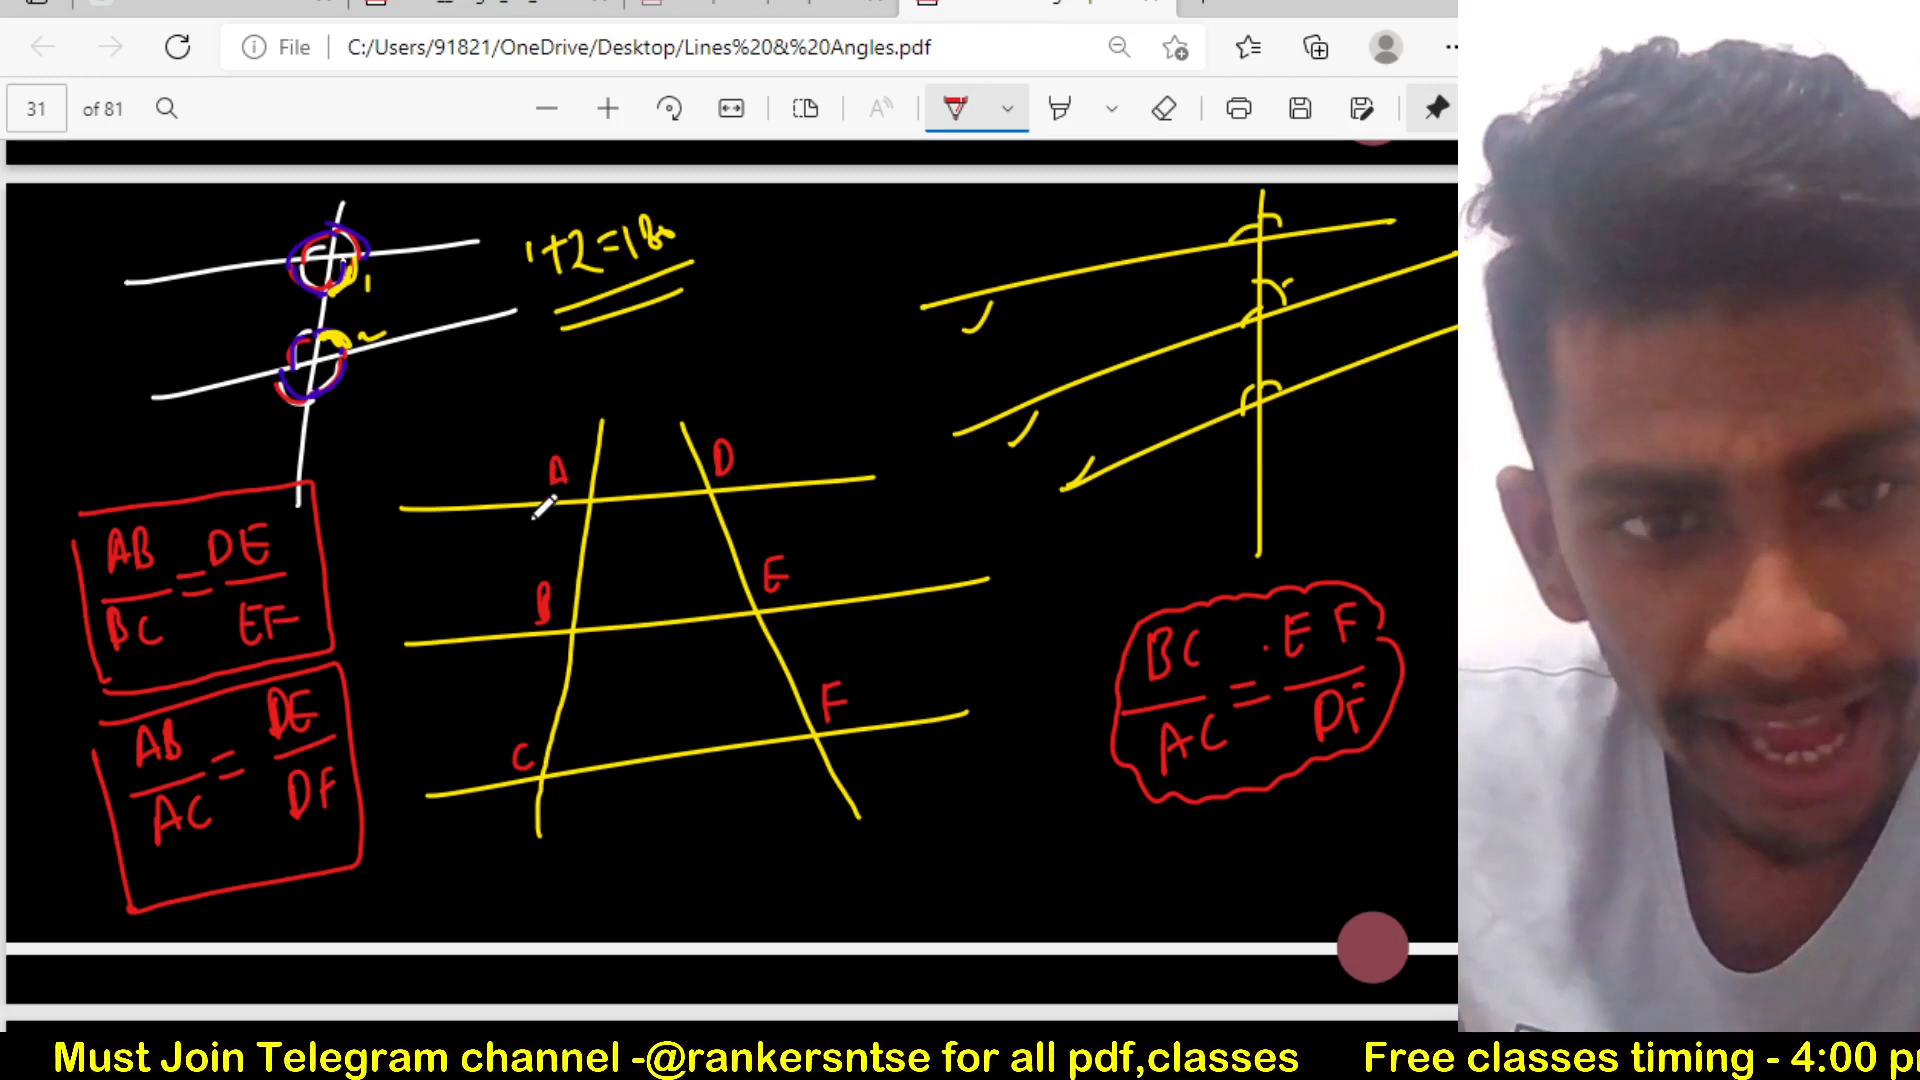 File
C:/Users/91821/OneDrive/Desktop/Lines%20&%20Angles.pdf
31 of 81
1+2=180
1
2
A
D
B
E
C
F
AB/BC = DE/EF
AB/AC = DE/DF
BC/AC = EF/DF
Must Join Telegram channel -@rankersntse for all pdf,classes
Free classes timing - 4:00